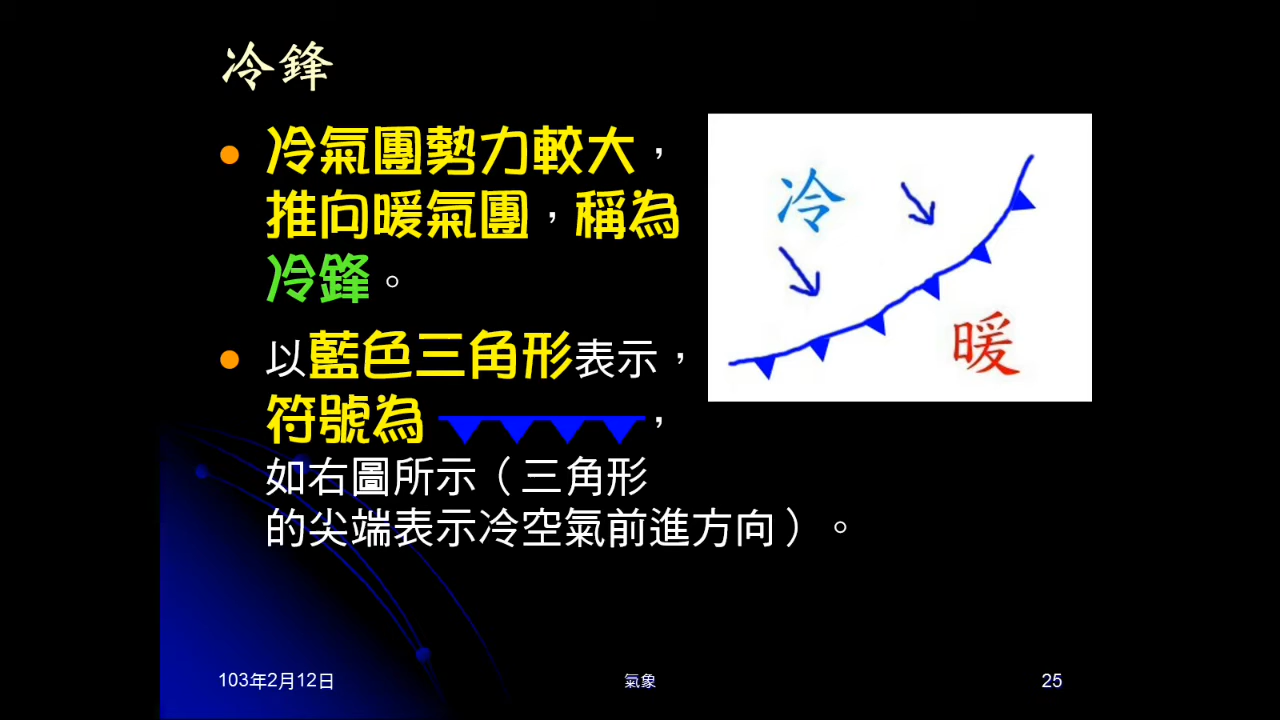 冷鋒
冷氣團勢力較大，
推向暖氣團，稱為
冷鋒。
以藍色三角形表示，
符號為，
如右圖所示（三角形
的尖端表示冷空氣前進方向）。
冷
暖
103年2月12日
氣象
25